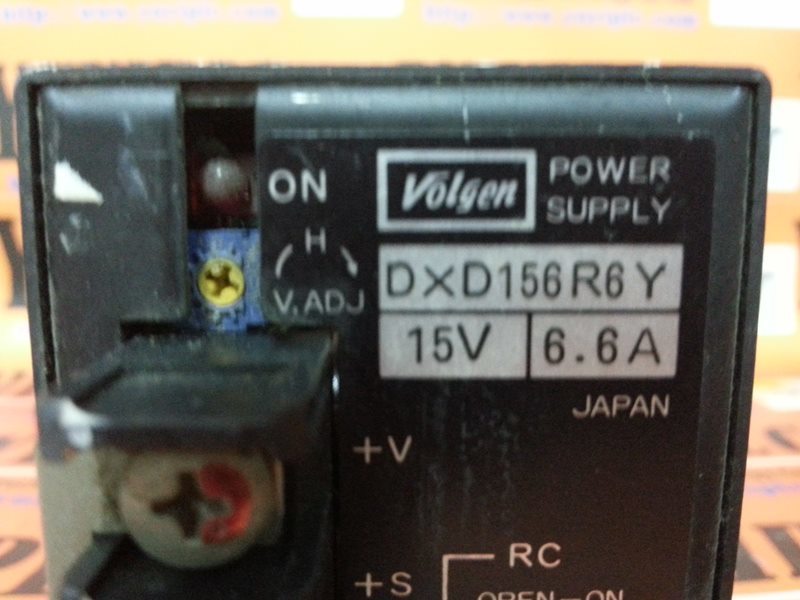 ON
Volgen
POWER
SUPPLY
H
V.ADJ
DXD156R6Y
15V
6.6A
JAPAN
+V
+S
RC
OPEN-ON